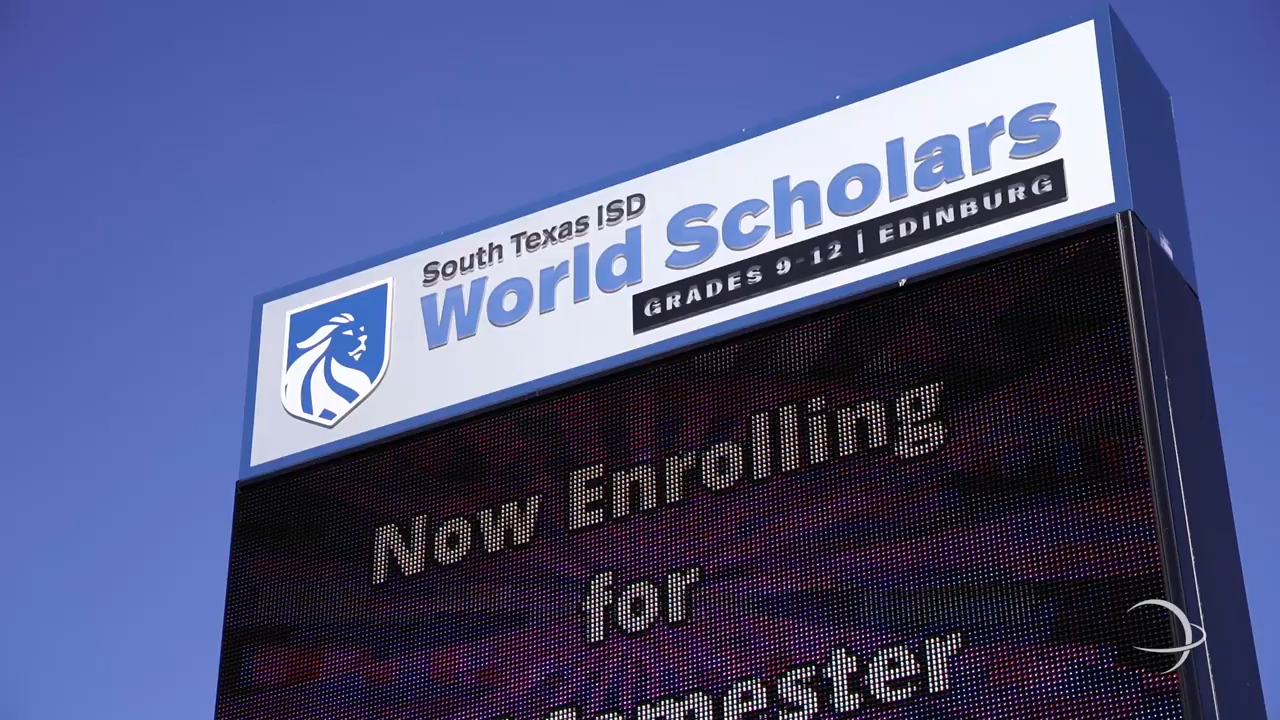 South Texas ISD
World Scholars
GRADES 9-12 | EDINBURG
Now Enrolling
for